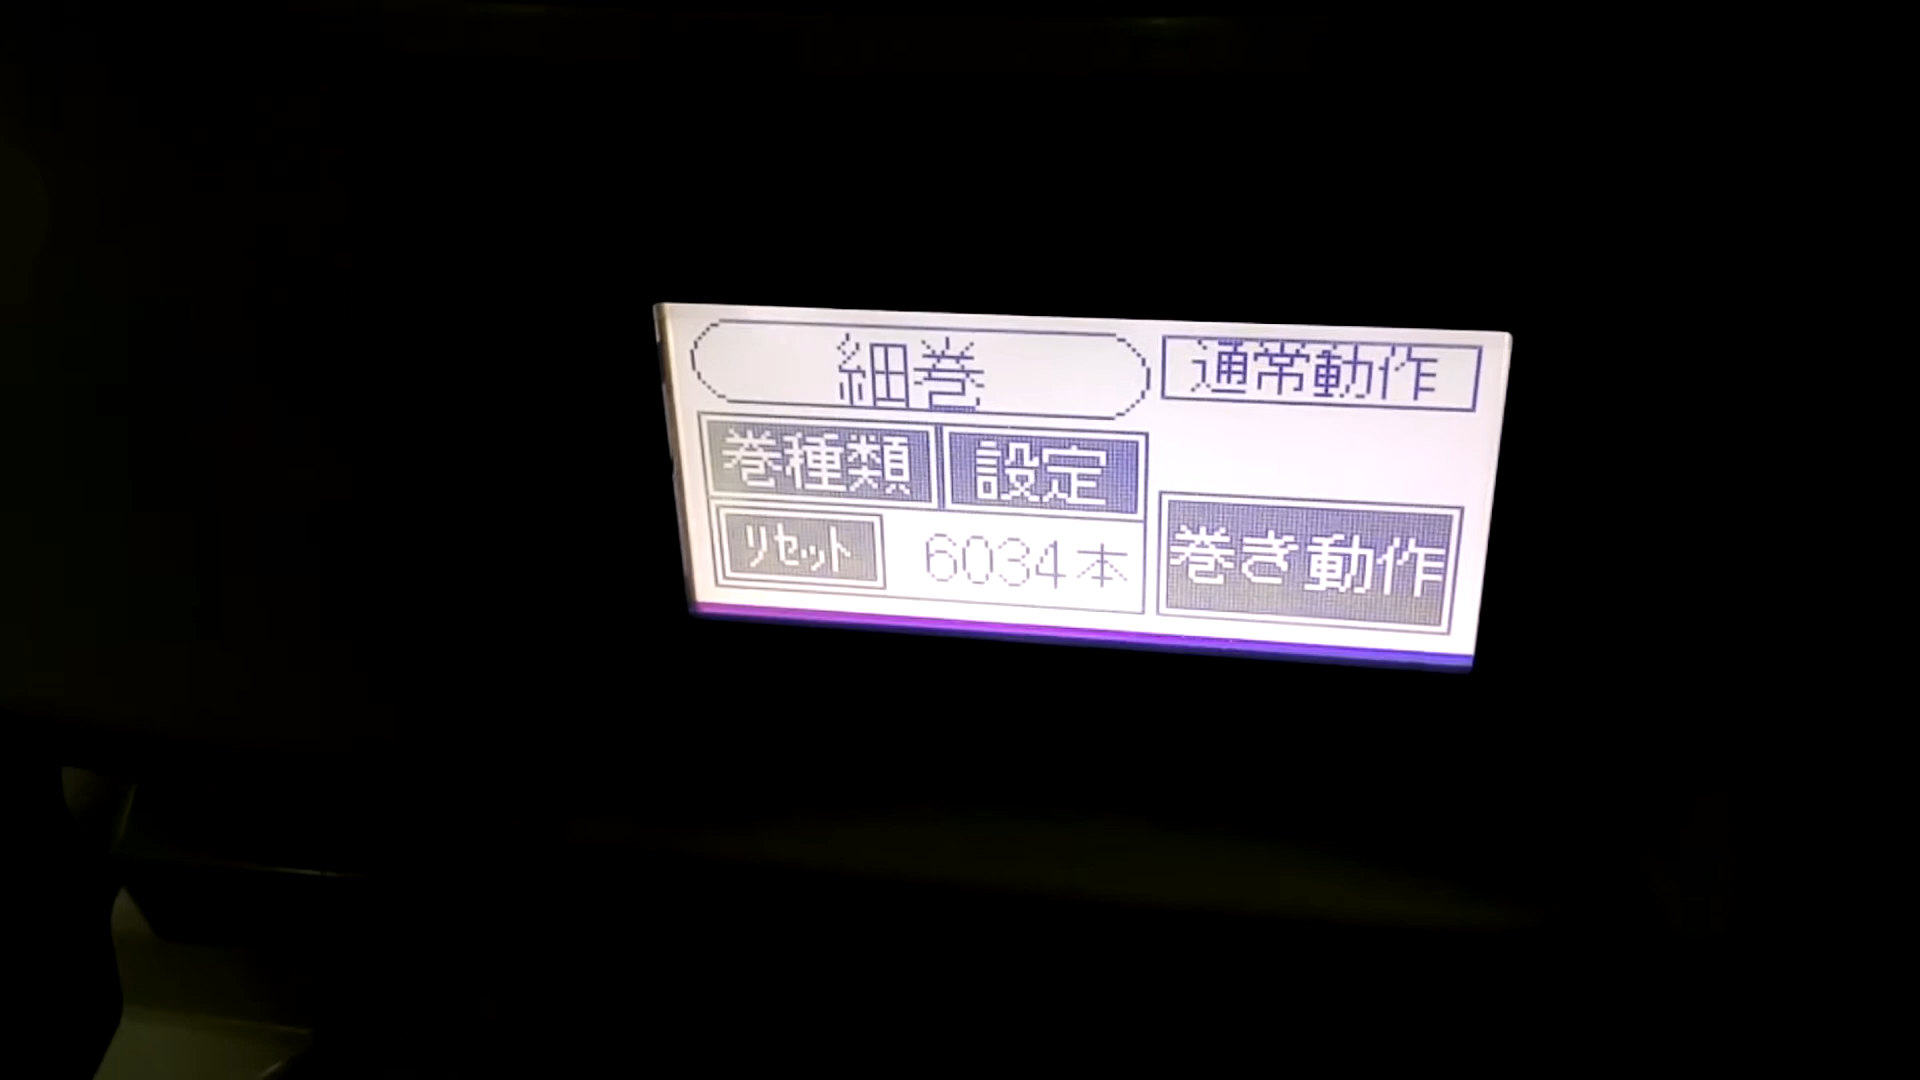 細巻
通常動作
巻種類
設定
ﾘｾｯﾄ
6034本
巻き動作